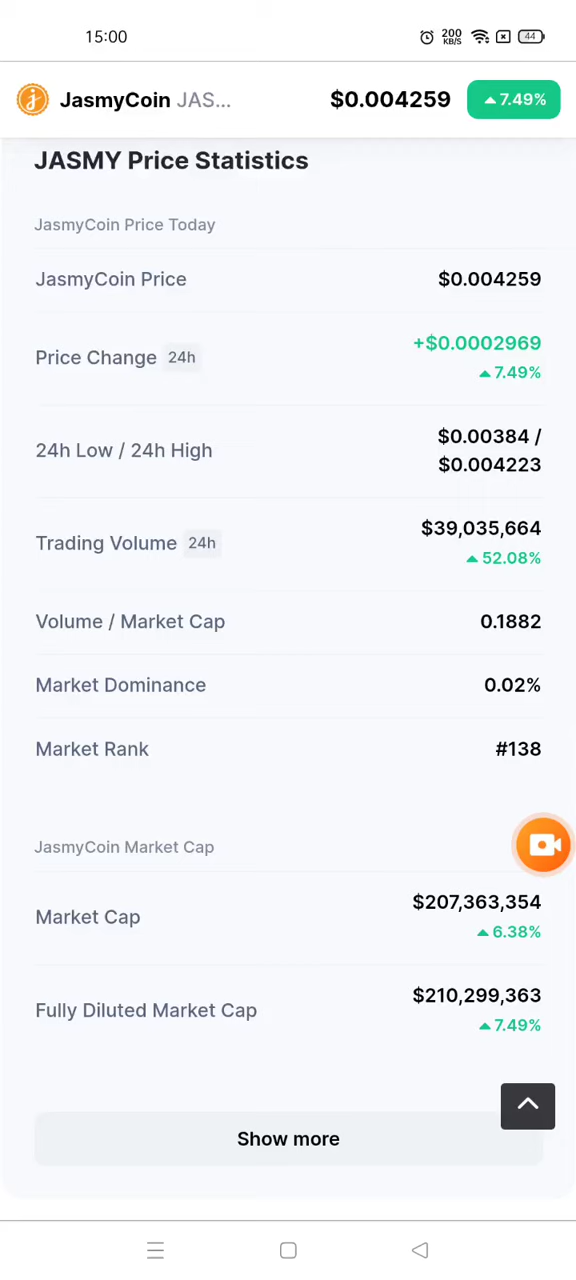 15:00 200 KB/S 44
JasmyCoin JAS... $0.004259 7.49%
JASMY Price Statistics
JasmyCoin Price Today
JasmyCoin Price $0.004259
Price Change 24h +$0.0002969
7.49%
24h Low / 24h High $0.00384 /
$0.004223
Trading Volume 24h $39,035,664
52.08%
Volume / Market Cap 0.1882
Market Dominance 0.02%
Market Rank #138
JasmyCoin Market Cap
Market Cap $207,363,354
6.38%
Fully Diluted Market Cap $210,299,363
7.49%
Show more